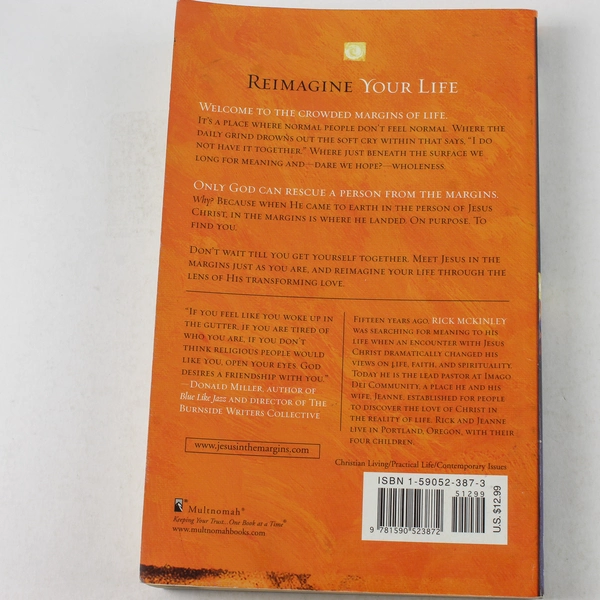 REIMAGINE YOUR LIFE
WELCOME TO THE CROWDED MARGINS OF LIFE.
IT'S A PLACE WHERE NORMAL PEOPLE DON'T FEEL NORMAL. WHERE THE
DAILY GRIND DROWNS OUT THE SOFT CRY WITHIN THAT SAYS, "I DO
NOT HAVE IT TOGETHER." WHERE JUST BENEATH THE SURFACE WE
LONG FOR MEANING AND—DARE WE HOPE?—WHOLENESS.
ONLY GOD CAN RESCUE A PERSON FROM THE MARGINS.
Why? BECAUSE WHEN HE CAME TO EARTH IN THE PERSON OF JESUS
CHRIST, IN THE MARGINS IS WHERE HE LANDED. ON PURPOSE. TO
FIND YOU.
DON'T WAIT TILL YOU GET YOURSELF TOGETHER. MEET JESUS IN THE
MARGINS JUST AS YOU ARE, AND REIMAGINE YOUR LIFE THROUGH THE
LENS OF HIS TRANSFORMING LOVE.
"IF YOU FEEL LIKE YOU WOKE UP IN
THE GUTTER, IF YOU ARE TIRED OF
WHO YOU ARE, IF YOU DON'T
THINK RELIGIOUS PEOPLE WOULD
LIKE YOU, OPEN YOUR EYES. GOD
DESIRES A FRIENDSHIP WITH YOU."
—DONALD MILLER, AUTHOR OF
Blue Like Jazz AND DIRECTOR OF THE
BURNSIDE WRITERS COLLECTIVE
www.jesusinthemargins.com
FIFTEEN YEARS AGO, RICK MCKINLEY
WAS SEARCHING FOR MEANING TO HIS
LIFE WHEN AN ENCOUNTER WITH JESUS
CHRIST DRAMATICALLY CHANGED HIS
VIEWS ON LIFE, FAITH, AND SPIRITUALITY.
TODAY HE IS THE LEAD PASTOR AT IMAGO
DEI COMMUNITY, A PLACE HE AND HIS
WIFE, JEANNE, ESTABLISHED FOR PEOPLE
TO DISCOVER THE LOVE OF CHRIST IN
THE REALITY OF LIFE. RICK AND JEANNE
LIVE IN PORTLAND, OREGON, WITH THEIR
FOUR CHILDREN.
Christian Living/Practical Life/Contemporary Issues
Multnomah®
Keeping Your Trust...One Book at a Time®
www.multnomahbooks.com
ISBN 1-59052-387-3
51299
9 781590 523872
U.S. $12.99